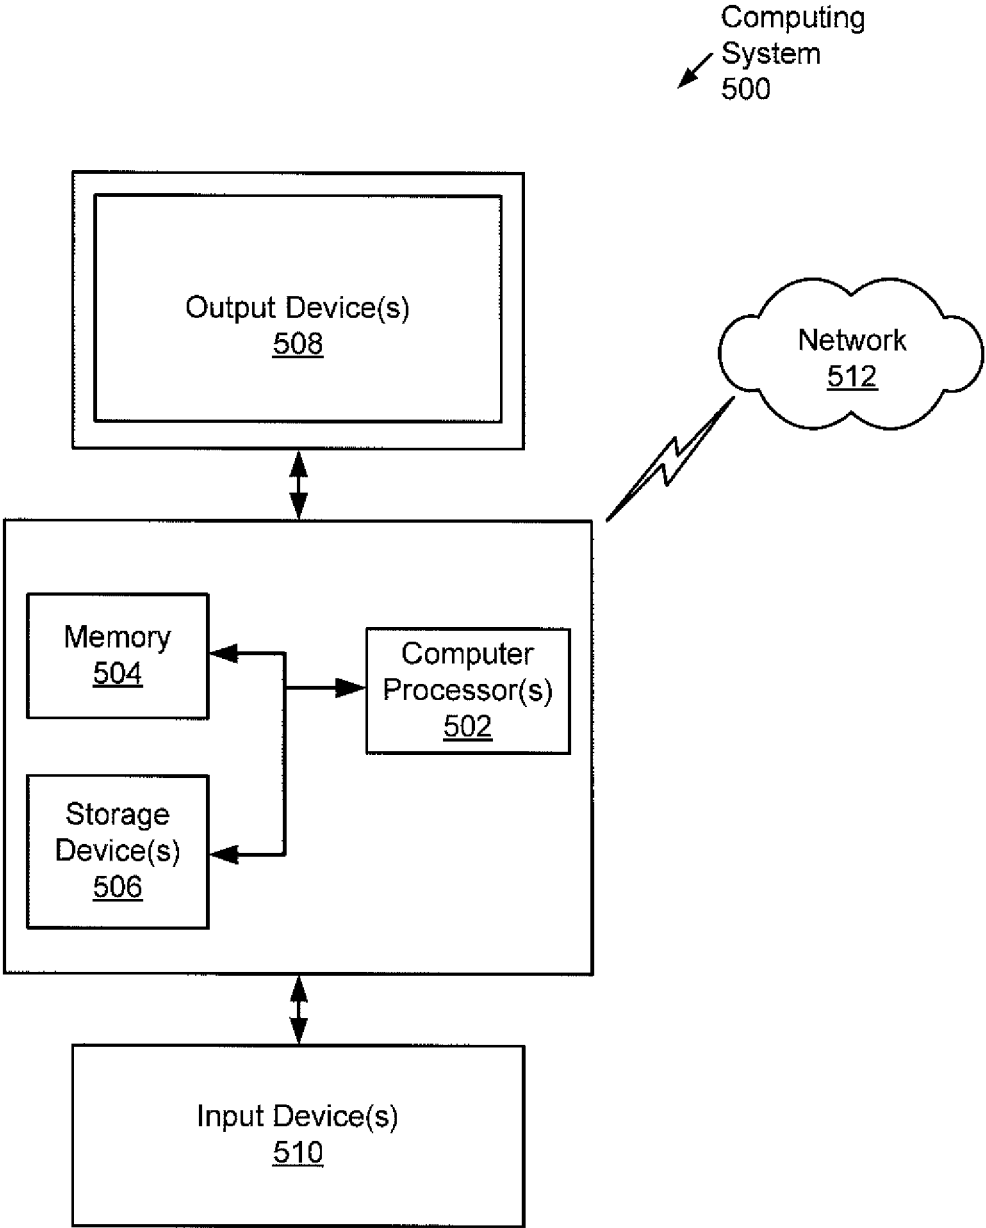 Computing
System
500
Output Device(s)
508
Network
512
Memory
504
Computer
Processor(s)
502
Storage
Device(s)
506
Input Device(s)
510